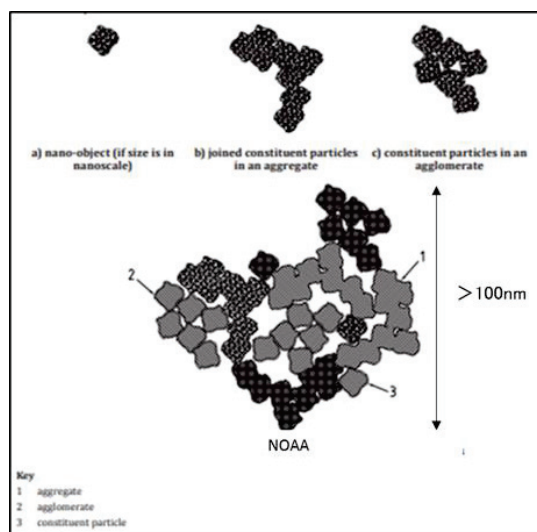 a) nano-object (if size is in
nanoscale)
b) joined constituent particles
in an aggregate
c) constituent particles in an
agglomerate
1
2
>100nm
3
NOAA
Key
1 aggregate
2 agglomerate
3 constituent particle